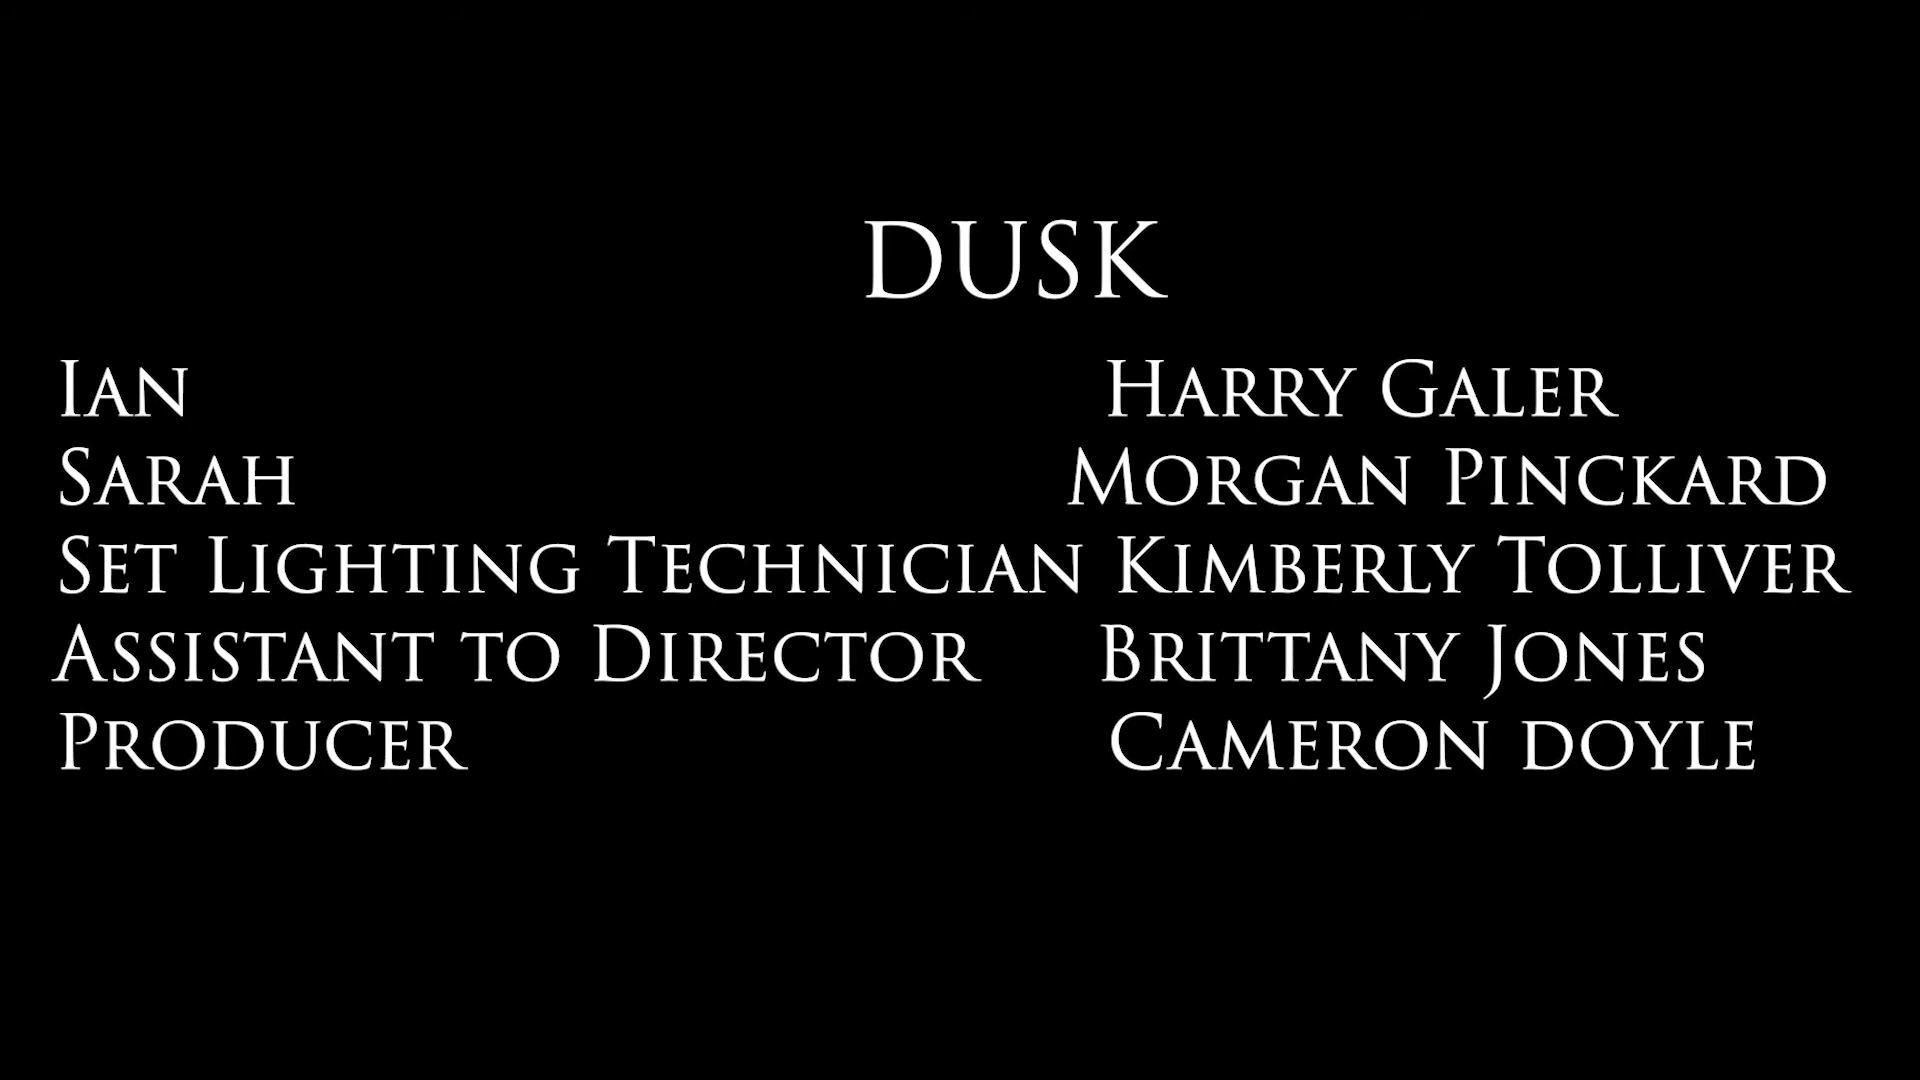 DUSK
Ian Harry Galer
Sarah Morgan Pinckard
Set Lighting Technician Kimberly Tolliver
Assistant to Director Brittany Jones
Producer Cameron doyle